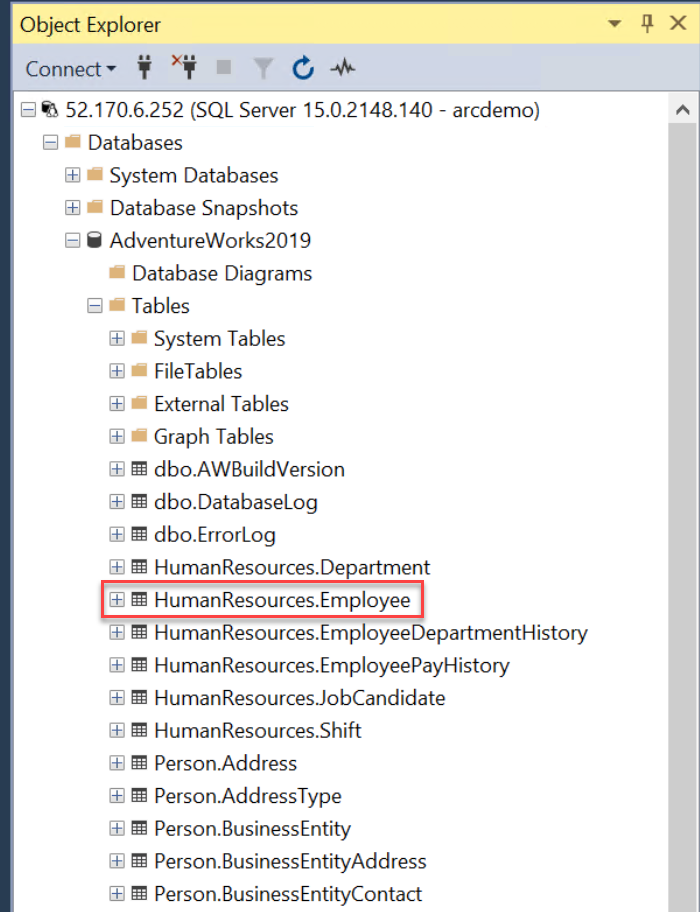 Object Explorer
Connect
52.170.6.252 (SQL Server 15.0.2148.140 - arcdemo)
Databases
System Databases
Database Snapshots
AdventureWorks2019
Database Diagrams
Tables
System Tables
FileTables
External Tables
Graph Tables
dbo.AWBuildVersion
dbo.DatabaseLog
dbo.ErrorLog
HumanResources.Department
HumanResources.Employee
HumanResources.EmployeeDepartmentHistory
HumanResources.EmployeePayHistory
HumanResources.JobCandidate
HumanResources.Shift
Person.Address
Person.AddressType
Person.BusinessEntity
Person.BusinessEntityAddress
Person.BusinessEntityContact